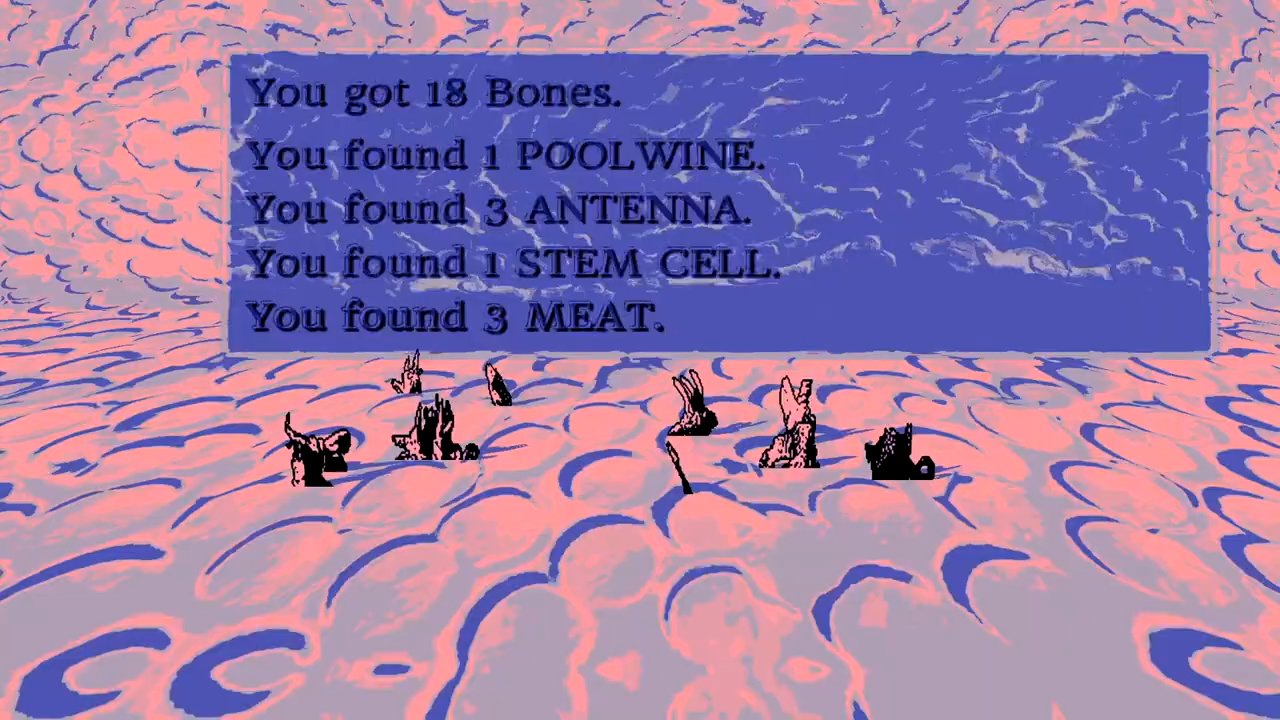 You got 18 Bones.
You found 1 POOLWINE.
You found 3 ANTENNA.
You found 1 STEM CELL.
You found 3 MEAT.